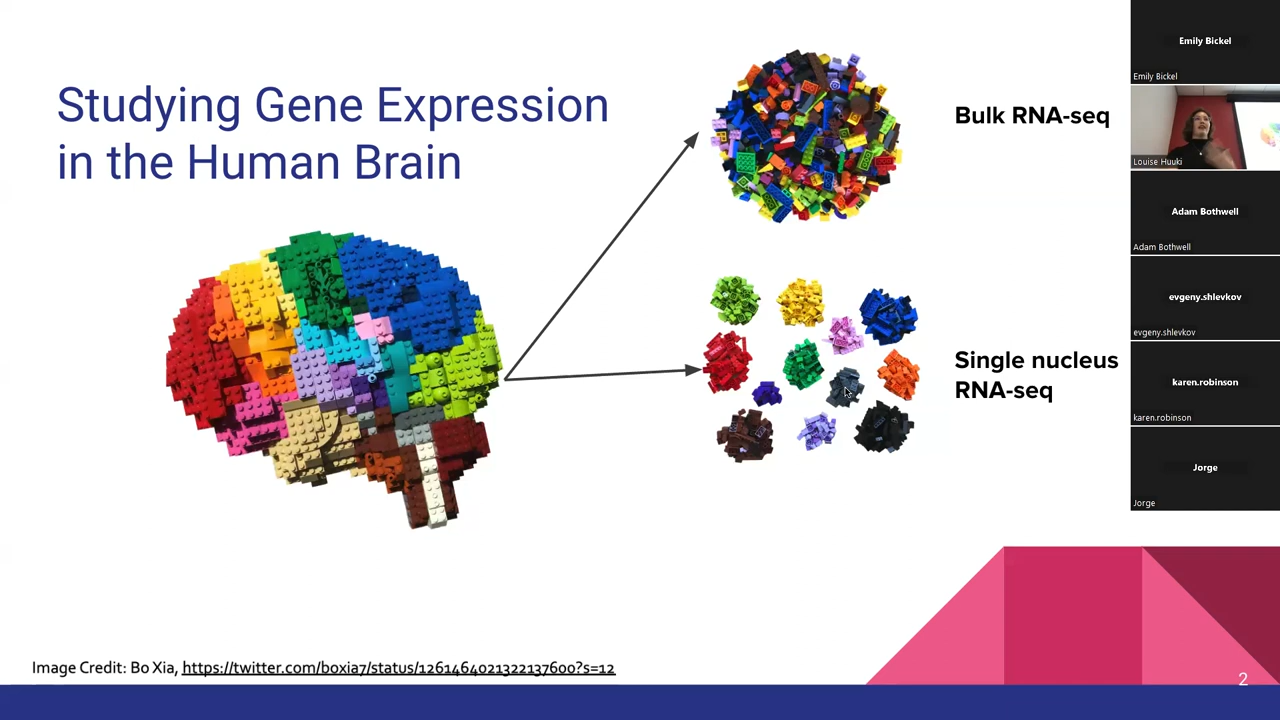 Studying Gene Expression
in the Human Brain
Bulk RNA-seq
Single nucleus
RNA-seq
Image Credit: Bo Xia, https://twitter.com/boxia7/status/1261464021322137600?s=12
2
Emily Bickel
Emily Bickel
Louise Huuki
Adam Bothwell
Adam Bothwell
evgeny.shlevkov
evgeny.shlevkov
karen.robinson
karen.robinson
Jorge
Jorge